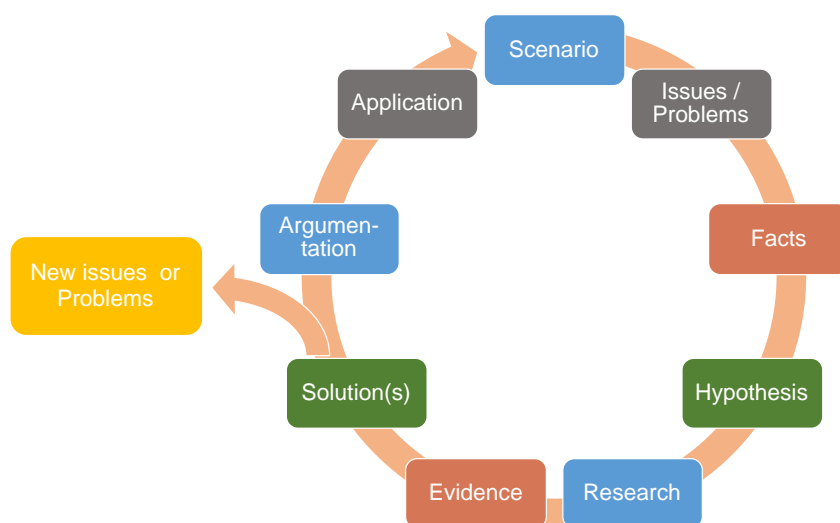 Scenario
Issues /
Problems
Facts
Hypothesis
Research
Evidence
Solution(s)
New issues or
Problems
Argumen-
tation
Application